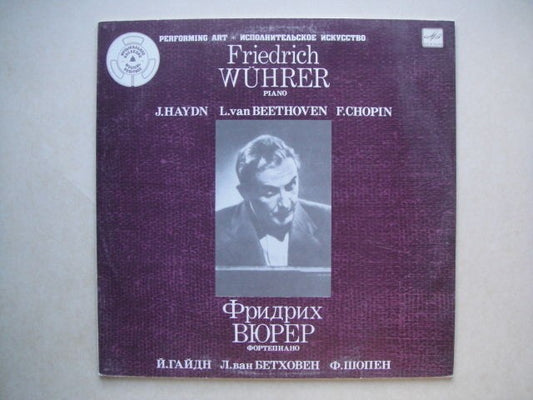 PERFORMING ART • ИСПОЛНИТЕЛЬСКОЕ ИСКУССТВО
Friedrich
WÜHRER
PIANO
J.HAYDN L.van BEETHOVEN F.CHOPIN
Фридрих
ВЮРЕР
ФОРТЕПИАНО
Й.ГАЙДН Л.ван БЕТХОВЕН Ф.ШОПЕН